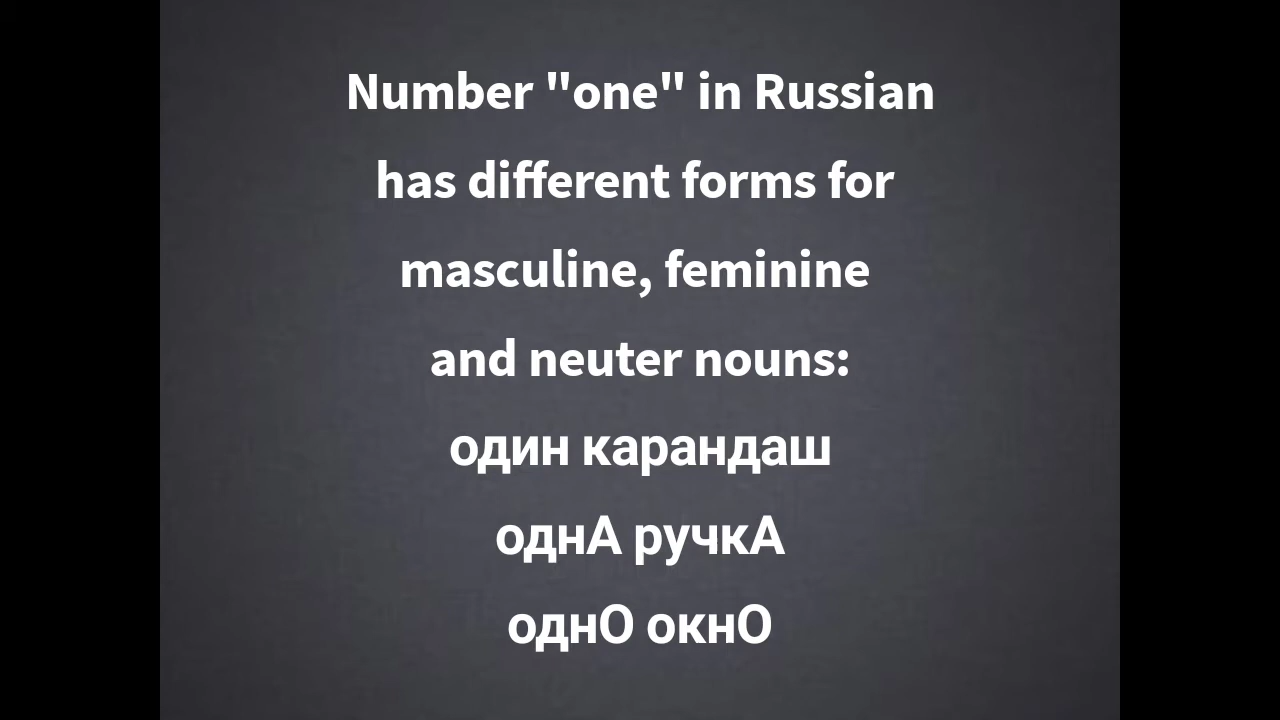 Number "one" in Russian
has different forms for
masculine, feminine
and neuter nouns:
один карандаш
однА ручкА
однО окнО